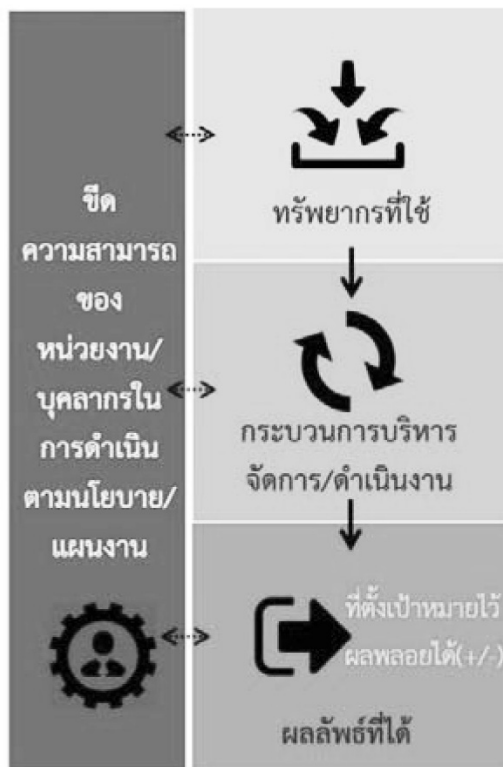 ขีด
ความสามารถ
ของ
หน่วยงาน/
บุคลากรใน
การดำเนิน
ตามนโยบาย/
แผนงาน
ทรัพยากรที่ใช้
กระบวนการบริหาร
จัดการ/ดำเนินงาน
ที่ตั้งเป้าหมายไว้
ผลพลอยได้(+/-)
ผลลัพธ์ที่ได้